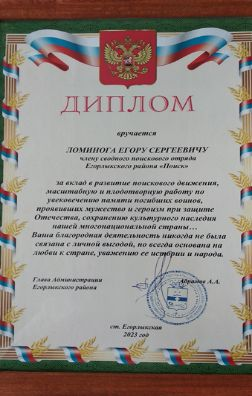 ДИПЛОМ
вручается
ЛОМИНОГА ЕГОРУ СЕРГЕЕВИЧУ
члену сводного поискового отряда
Егорлыкского района «Поиск»
за вклад в развитие поискового движения,
масштабную и плодотворную работу по
увековечению памяти погибших воинов,
проявивших мужество и героизм при защите
Отечества, сохранению культурного наследия
нашей многонациональной страны…
Ваша благородная деятельность никогда не была
связана с личной выгодой, но всегда основана на
любви к стране, уважению ее истории и народа.
Глава Администрации
Егорлыкского района
Абрамов А.А.
ст. Егорлыкская
2023 год